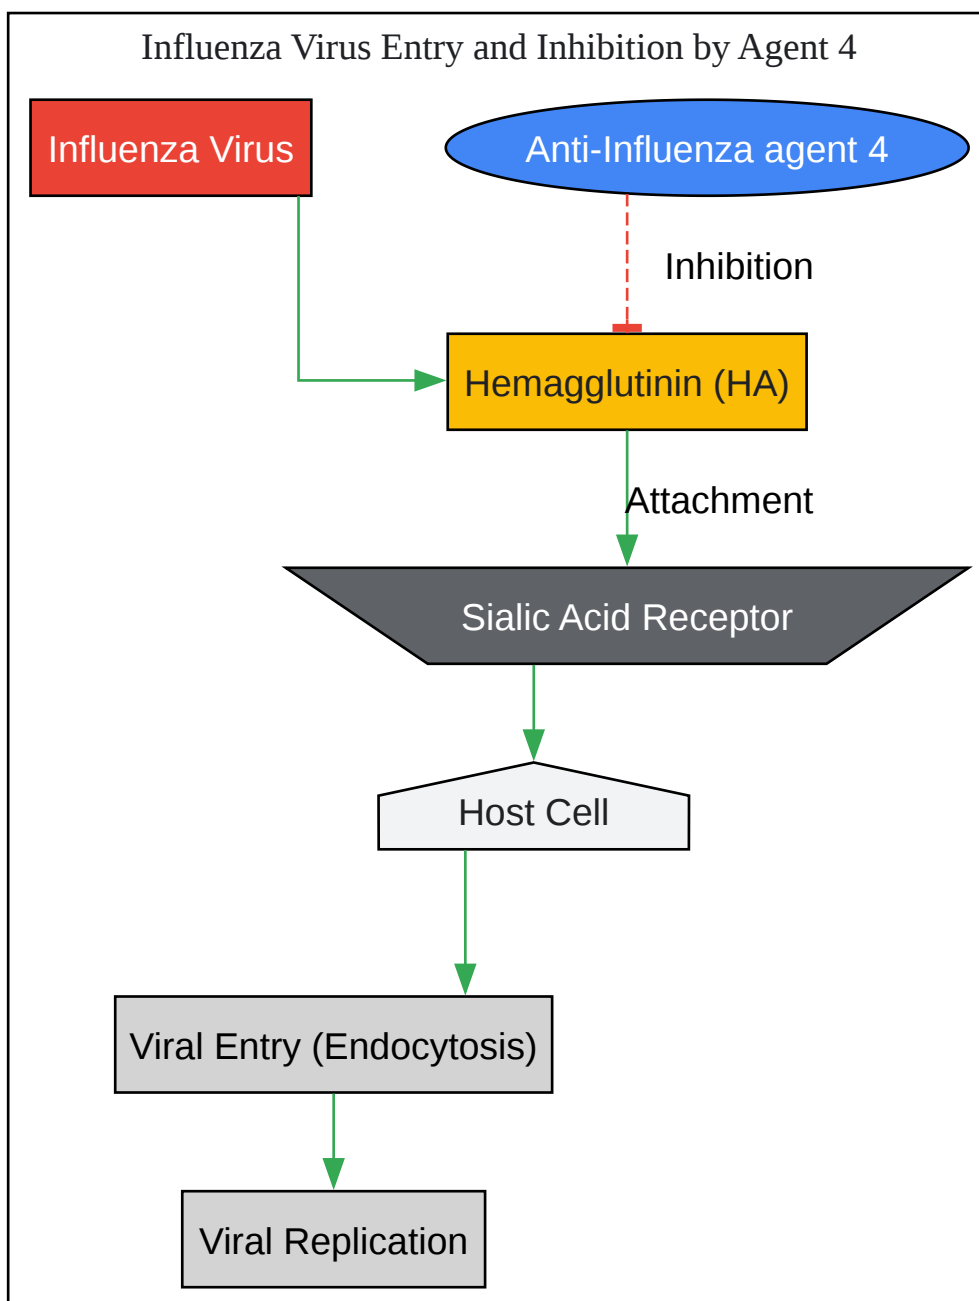 Influenza Virus Entry and Inhibition by Agent 4
Influenza Virus
Anti-Influenza agent 4
Inhibition
Hemagglutinin (HA)
Attachment
Sialic Acid Receptor
Host Cell
Viral Entry (Endocytosis)
Viral Replication